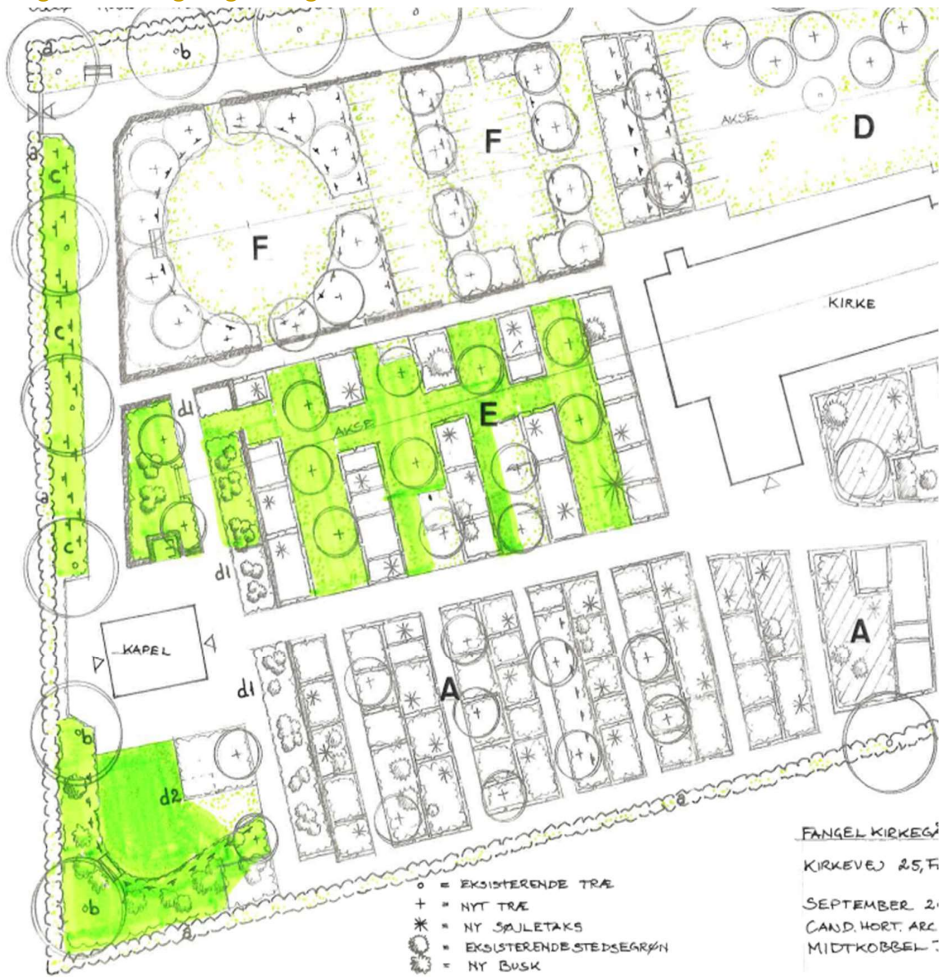 a
b
F
F
AKSE
D
C
a
C
a
C
d1
E
AKSE
KIRKE
d1
KAPEL
A
A
d1
b
d2
a
b
a
FANGEL KIRKEGÅ
KIRKEVEJ 25, F
SEPTEMBER 2
CAND. HORT. ARC
MIDTKOBBEL
o = EKSISTERENDE TRÆ
+ = NYT TRÆ
* = NY SØJLETAKS
= EKSISTERENDE STEDSEGRØN
= NY BUSK